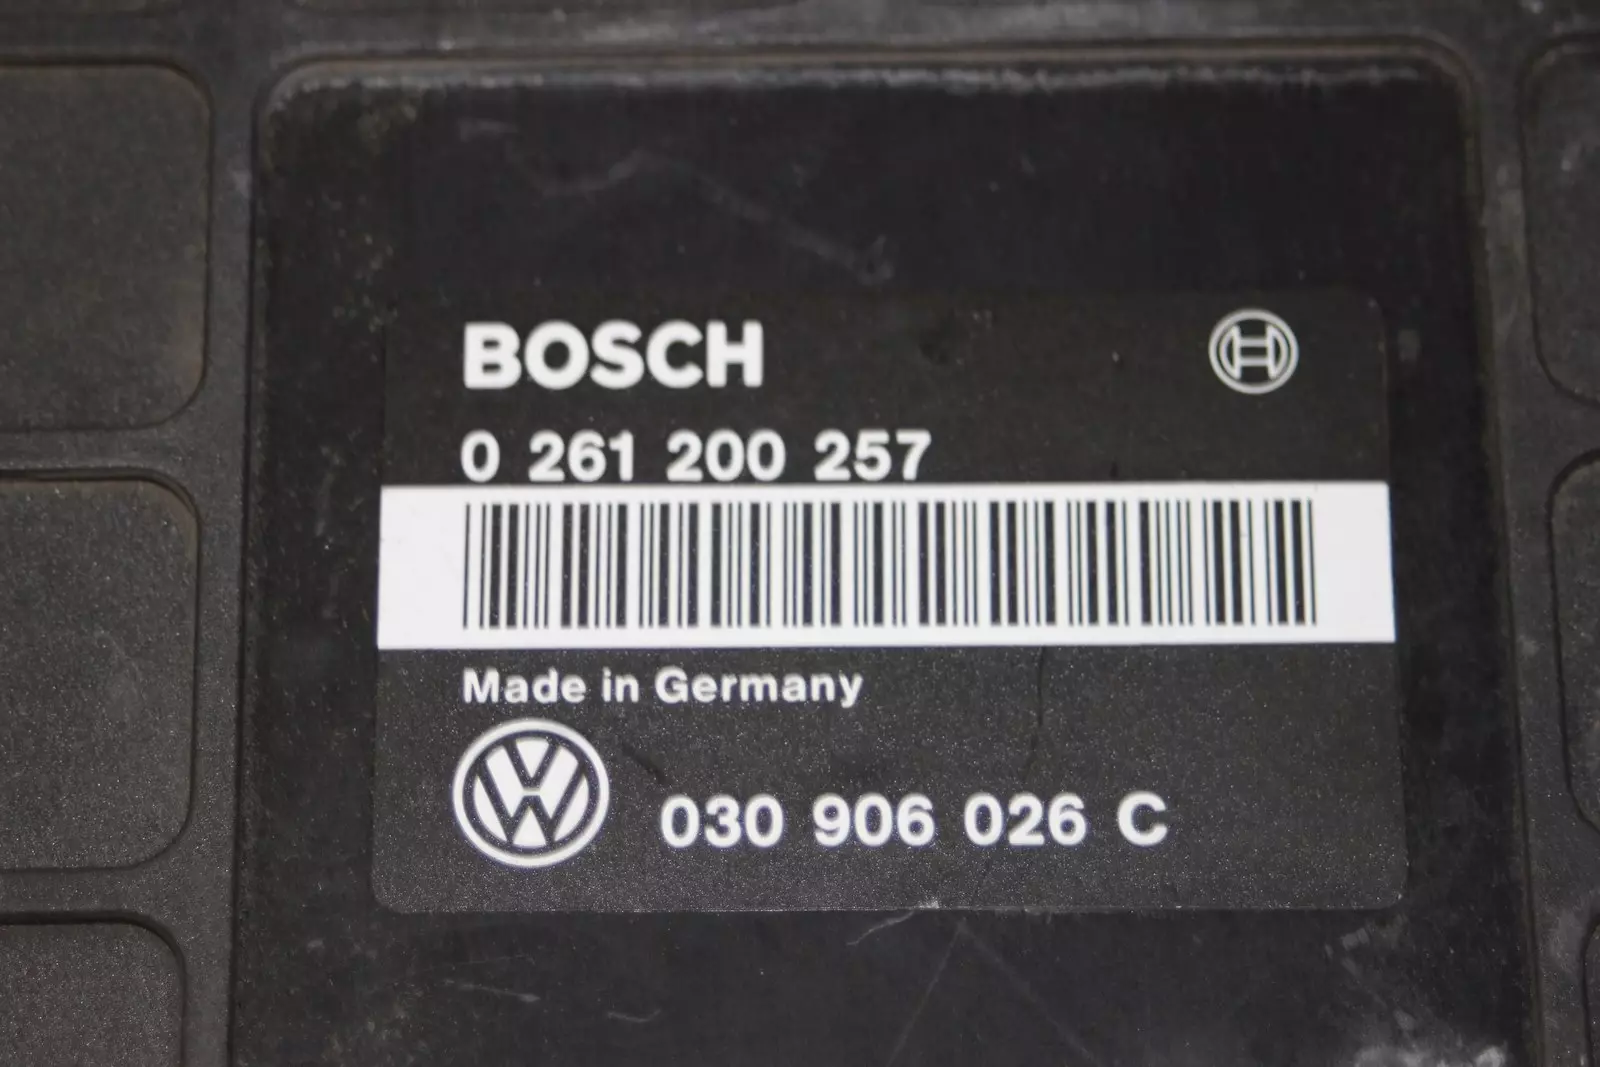 BOSCH
0 261 200 257
Made in Germany
030 906 026 C